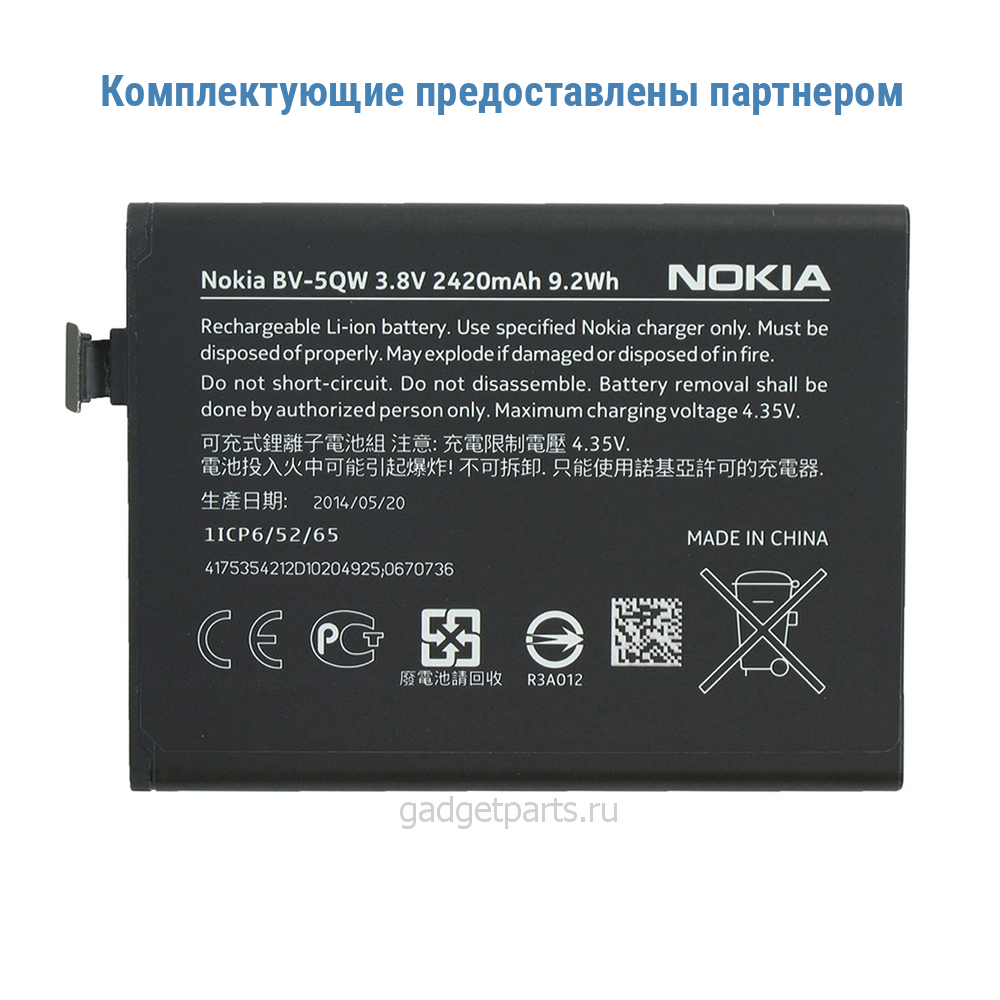 Комплектующие предоставлены партнером
Nokia BV-5QW 3.8V 2420mAh 9.2Wh NOKIA
Rechargeable Li-ion battery. Use specified Nokia charger only. Must be
disposed of properly. May explode if damaged or disposed of in fire.
Do not short-circuit. Do not disassemble. Battery removal shall be
done by authorized person only. Maximum charging voltage 4.35V.
可充式鋰離子電池組 注意: 充電限制電壓 4.35V.
電池投入火中可能引起爆炸! 不可拆卸. 只能使用諾基亞許可的充電器.
生產日期: 2014/05/20
1ICP6/52/65 MADE IN CHINA
4175354212D10204925;0670736
CE PCT
廢電池請回收 R3A012
gadgetparts.ru